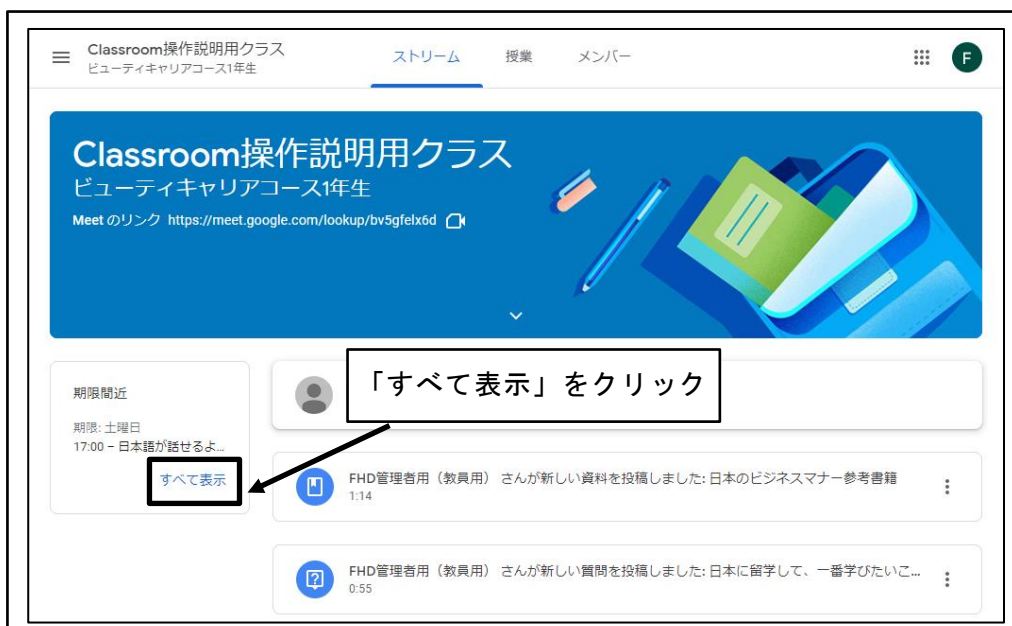 Classroom操作説明用クラス
ビューティキャリアコース1年生
ストリーム 授業 メンバー
F
Classroom操作説明用クラス
ビューティキャリアコース1年生
Meet のリンク https://meet.google.com/lookup/bv5gfelx6d
「すべて表示」をクリック
期限間近
期限: 土曜日
17:00 – 日本語が話せるよ...
すべて表示
FHD管理者用（教員用） さんが新しい資料を投稿しました: 日本のビジネスマナー参考書籍
1:14
FHD管理者用（教員用） さんが新しい質問を投稿しました: 日本に留学して、一番学びたいこ...
0:55